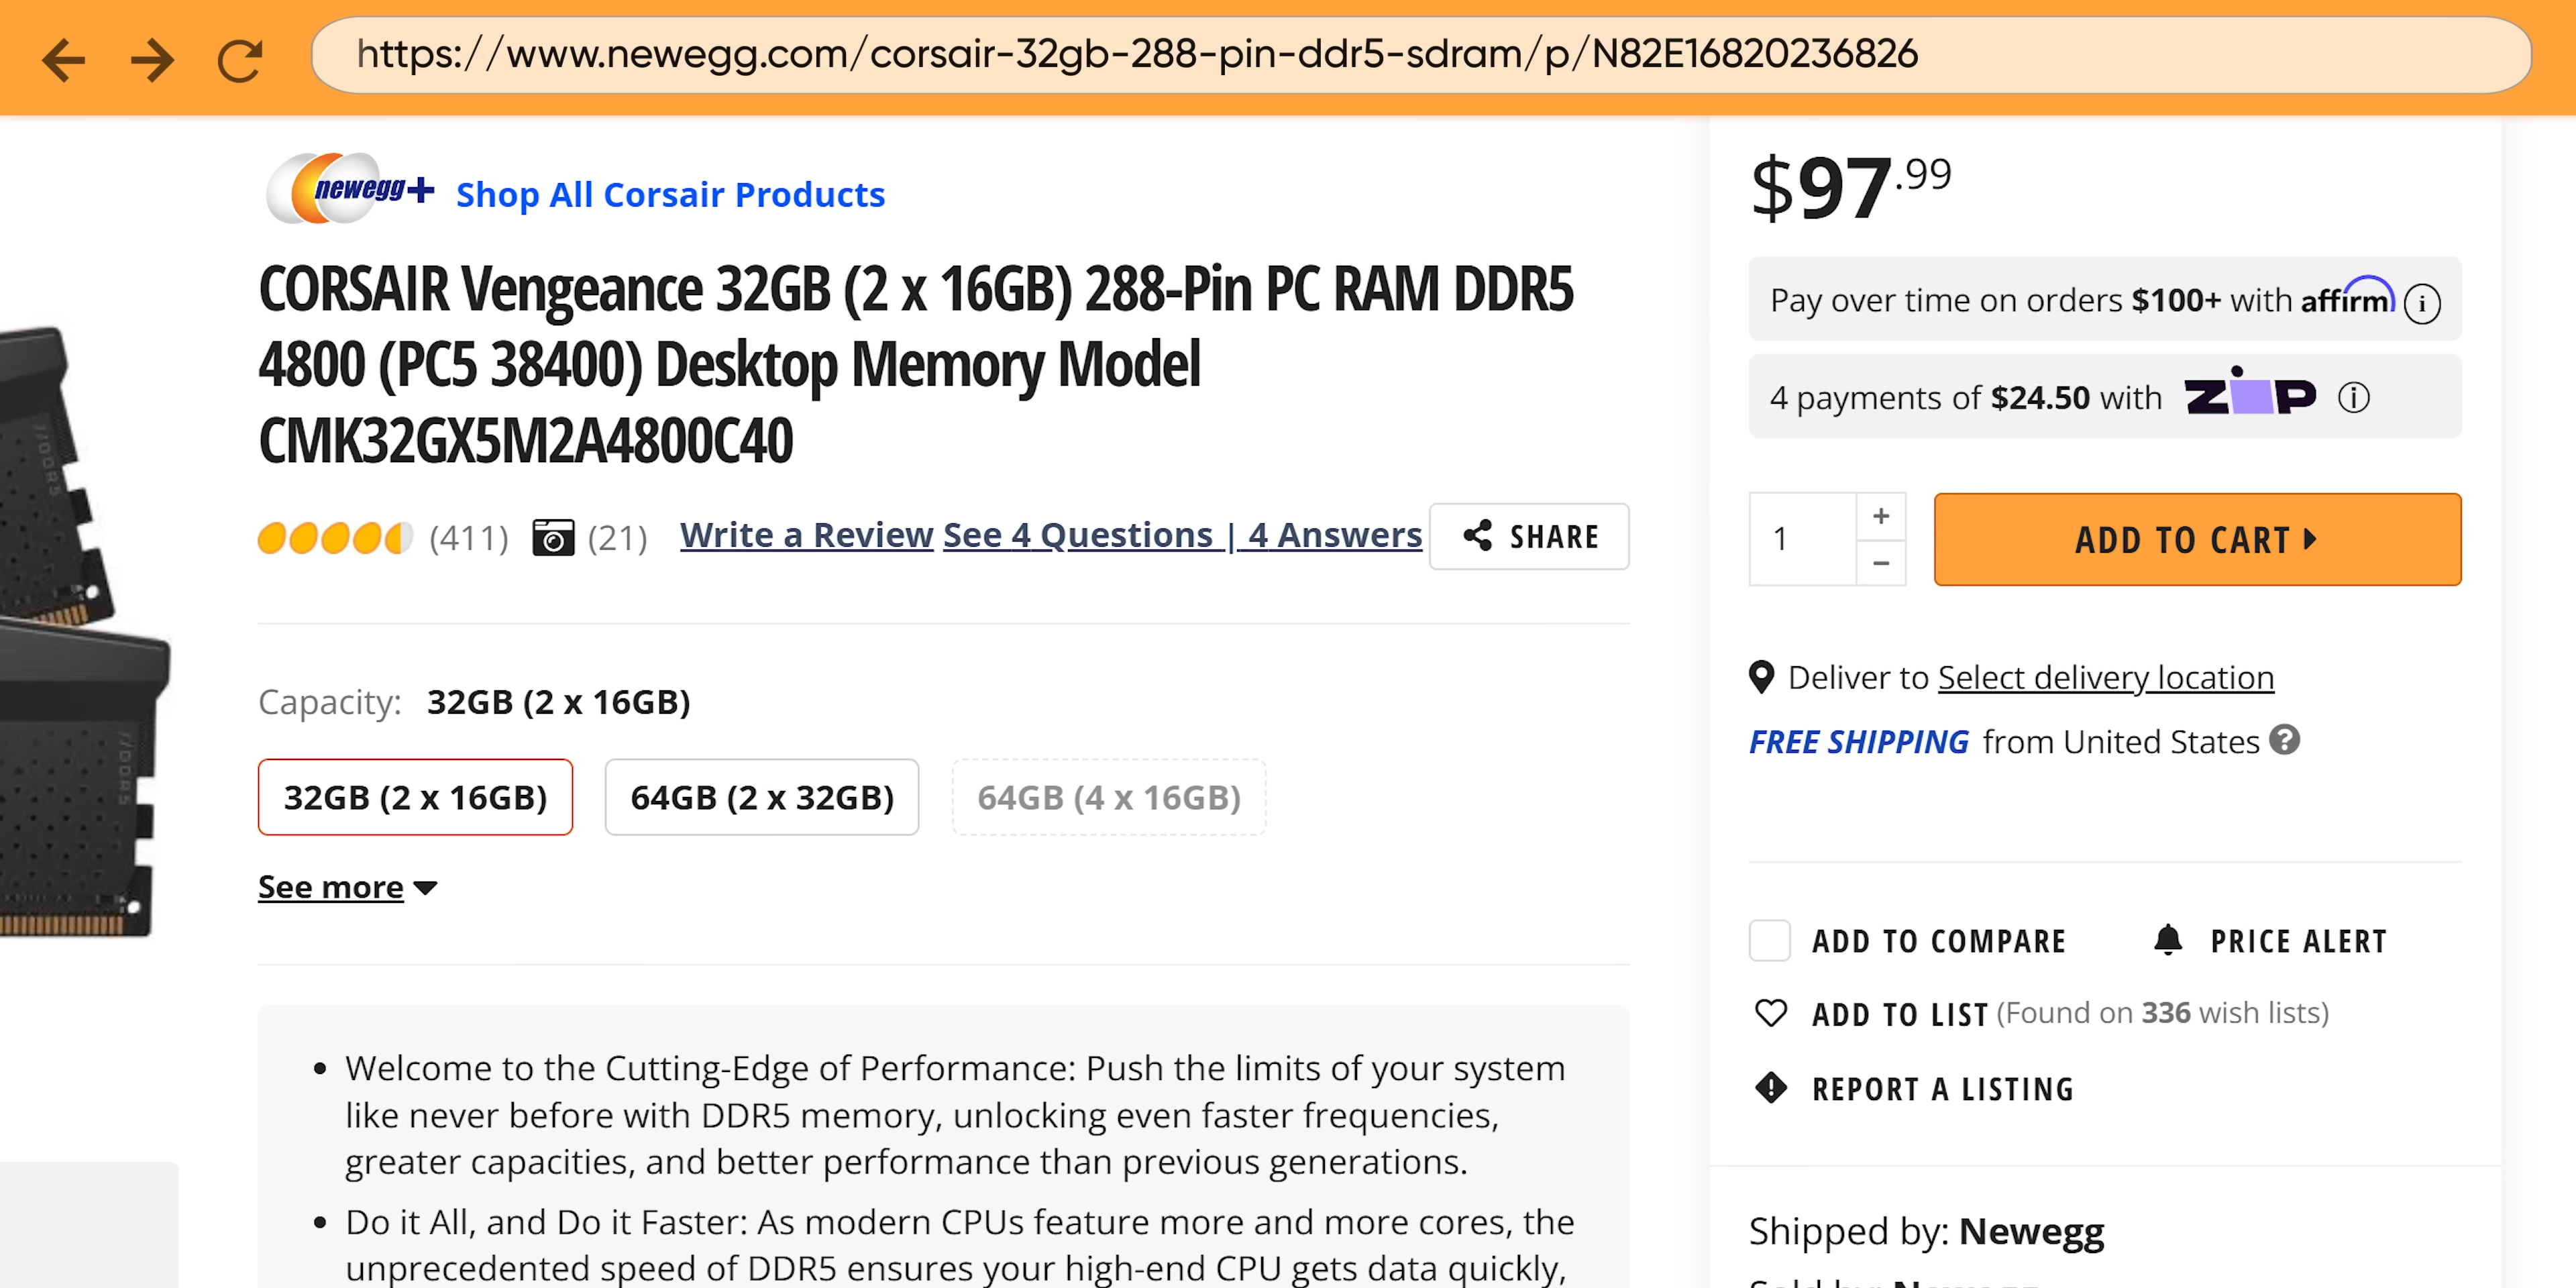 https://www.newegg.com/corsair-32gb-288-pin-ddr5-sdram/p/N82E16820236826
newegg+ Shop All Corsair Products
CORSAIR Vengeance 32GB (2 x 16GB) 288-Pin PC RAM DDR5
4800 (PC5 38400) Desktop Memory Model
CMK32GX5M2A4800C40
(411) (21) Write a Review See 4 Questions | 4 Answers SHARE
Capacity: 32GB (2 x 16GB)
32GB (2 x 16GB) 64GB (2 x 32GB) 64GB (4 x 16GB)
See more
• Welcome to the Cutting-Edge of Performance: Push the limits of your system
like never before with DDR5 memory, unlocking even faster frequencies,
greater capacities, and better performance than previous generations.
• Do it All, and Do it Faster: As modern CPUs feature more and more cores, the
unprecedented speed of DDR5 ensures your high-end CPU gets data quickly,
$97.99
Pay over time on orders $100+ with affirm
4 payments of $24.50 with zip
1 + − ADD TO CART
Deliver to Select delivery location
FREE SHIPPING from United States
ADD TO COMPARE PRICE ALERT
ADD TO LIST (Found on 336 wish lists)
REPORT A LISTING
Shipped by: Newegg